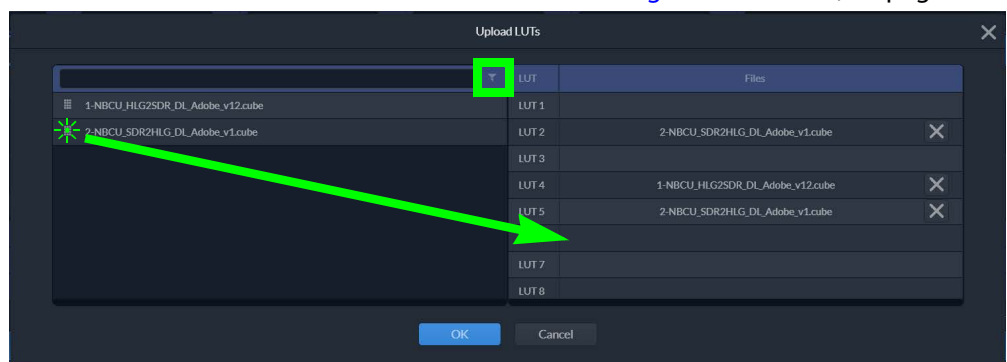 Upload LUTs
LUT Files
1-NBCU_HLG2SDR_DL_Adobe_v12.cube LUT 1
2-NBCU_SDR2HLG_DL_Adobe_v1.cube LUT 2 2-NBCU_SDR2HLG_DL_Adobe_v1.cube
LUT 3
LUT 4 1-NBCU_HLG2SDR_DL_Adobe_v12.cube
LUT 5 2-NBCU_SDR2HLG_DL_Adobe_v1.cube
LUT 7
LUT 8
OK Cancel